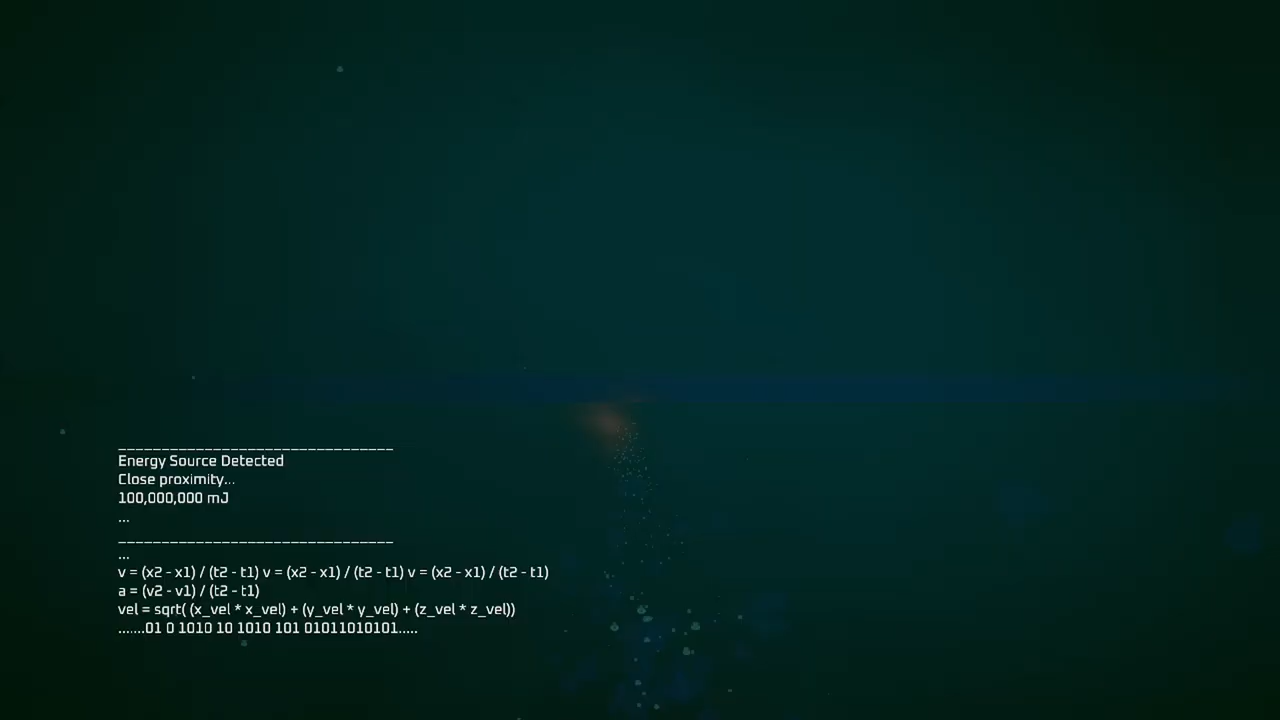 ________________________________
Energy Source Detected
Close proximity...
100,000,000 mJ
...
________________________________
...
v = (x2 - x1) / (t2 - t1) v = (x2 - x1) / (t2 - t1) v = (x2 - x1) / (t2 - t1)
a = (v2 - v1) / (t2 - t1)
vel = sqrt( (x_vel * x_vel) + (y_vel * y_vel) + (z_vel * z_vel))
.......01 0 1010 10 1010 101 01011010101.....